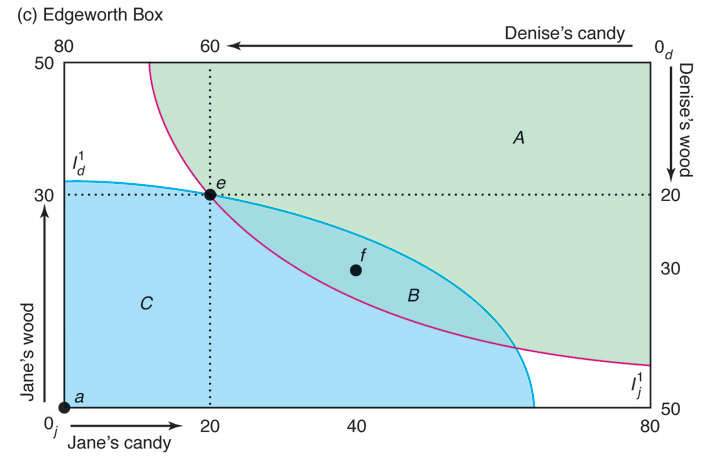 (c) Edgeworth Box
80 60 Denise's candy 0d
50
Denise's wood
A
I1d
e
30 20
f
30
B
C
Jane's wood
I1j
a
0j 20 40 80 50
Jane's candy